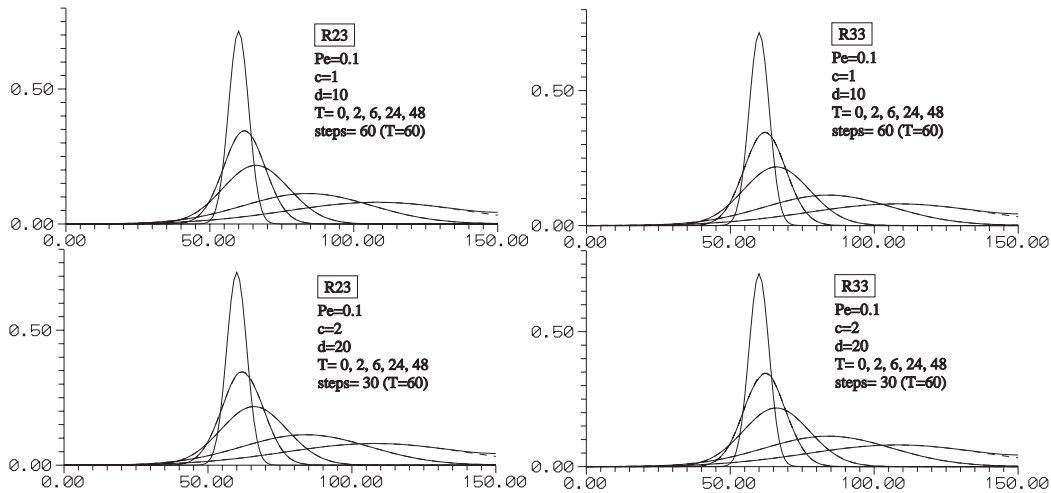 R23
Pe=0.1
c=1
d=10
T= 0, 2, 6, 24, 48
steps= 60 (T=60)
0.50
0.00
0.00 50.00 100.00 150.00
R33
Pe=0.1
c=1
d=10
T= 0, 2, 6, 24, 48
steps= 60 (T=60)
0.50
0.00
0.00 50.00 100.00 150.00
R23
Pe=0.1
c=2
d=20
T= 0, 2, 6, 24, 48
steps= 30 (T=60)
0.50
0.00
0.00 50.00 100.00 150.00
R33
Pe=0.1
c=2
d=20
T= 0, 2, 6, 24, 48
steps= 30 (T=60)
0.50
0.00
0.00 50.00 100.00 150.00